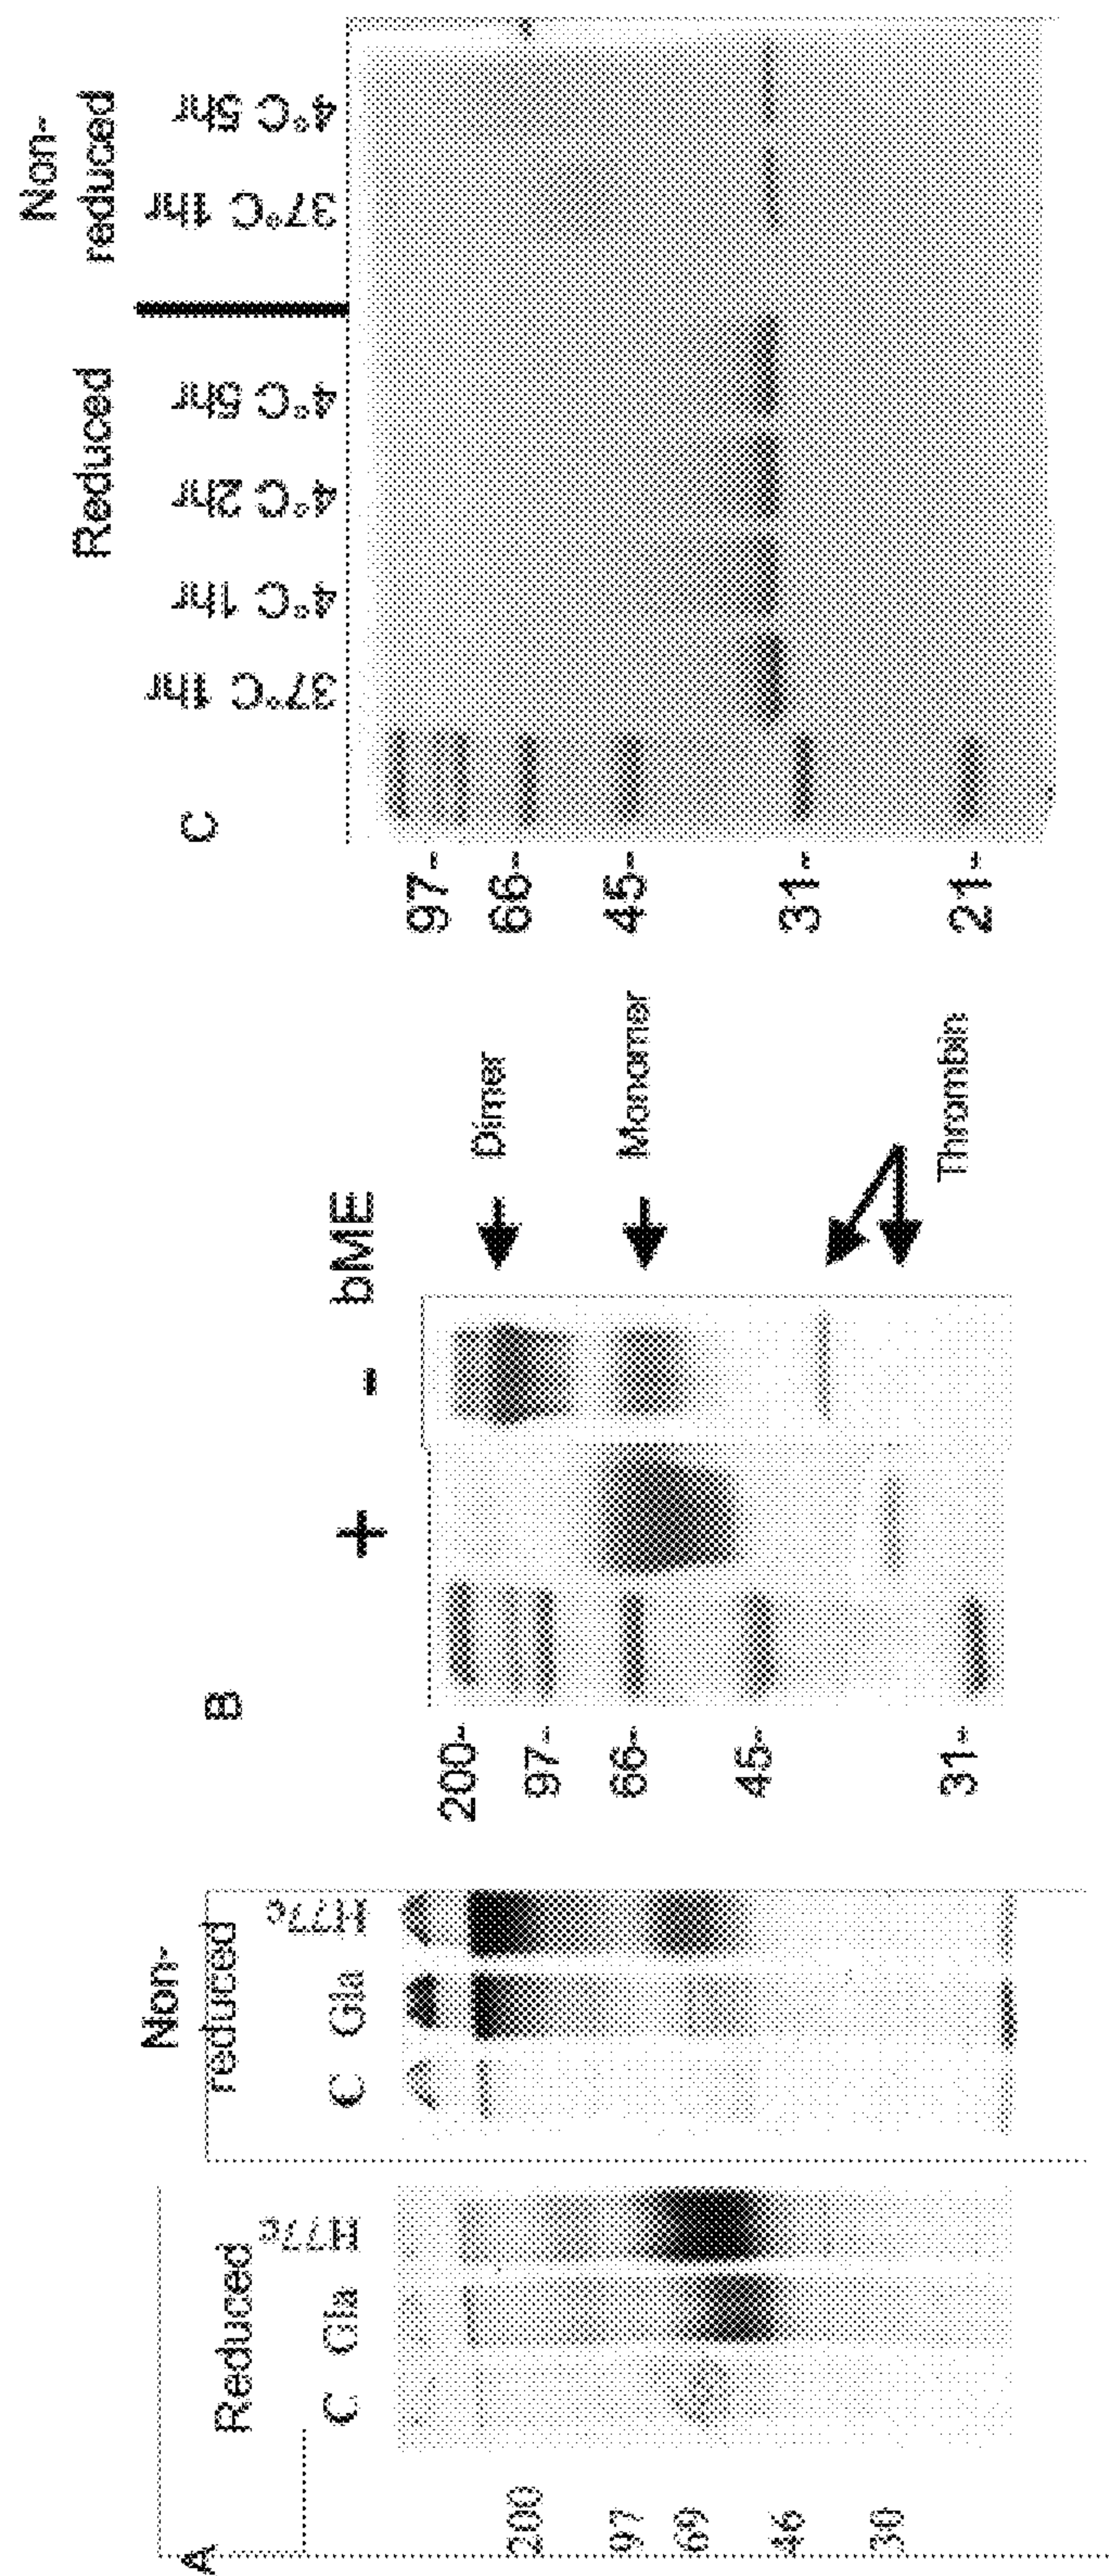 A
Reduced
Non-
reduced
C Gla H77c
C Gla H77c
200
97
69
46
30
B
+ - bME
200-
97-
66-
45-
31-
Dimer
Monomer
Thrombin
C
Reduced
Non-
reduced
37°C 1hr
4°C 1hr
4°C 2hr
4°C 5hr
37°C 1hr
4°C 5hr
97-
66-
45-
31-
21-